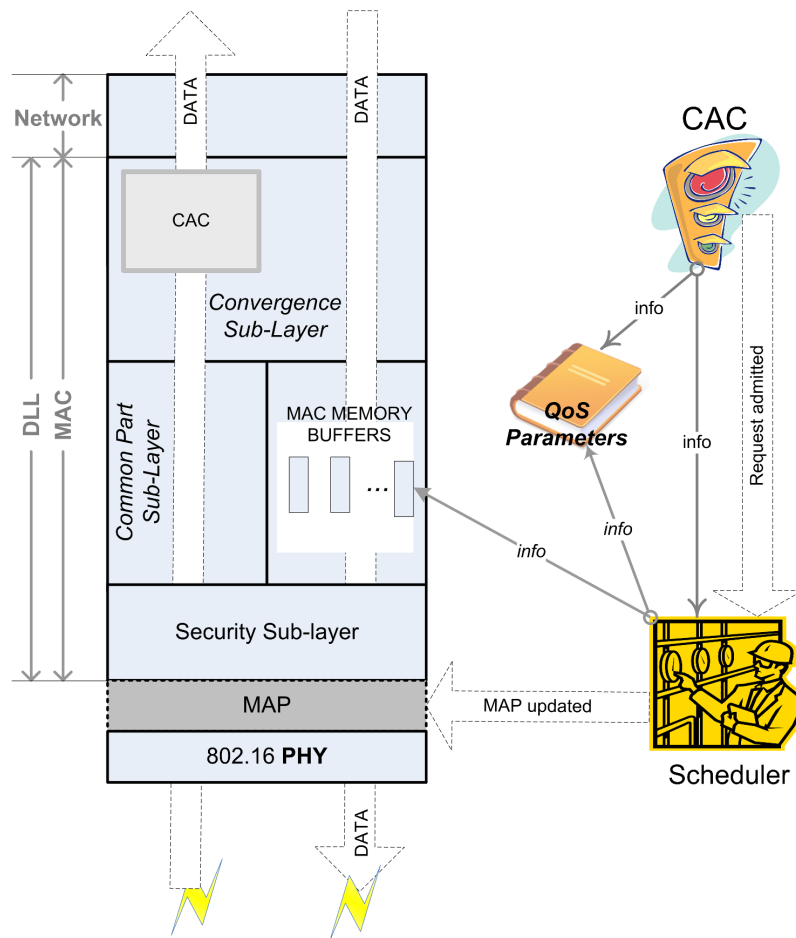 DATA
DATA
Network
CAC
CAC
Convergence
Sub-Layer
info
DLL
MAC
Common Part
Sub-Layer
MAC MEMORY
BUFFERS
...
QoS
Parameters
info
Request admitted
info
info
Security Sub-layer
MAP
MAP updated
802.16 PHY
Scheduler
DATA